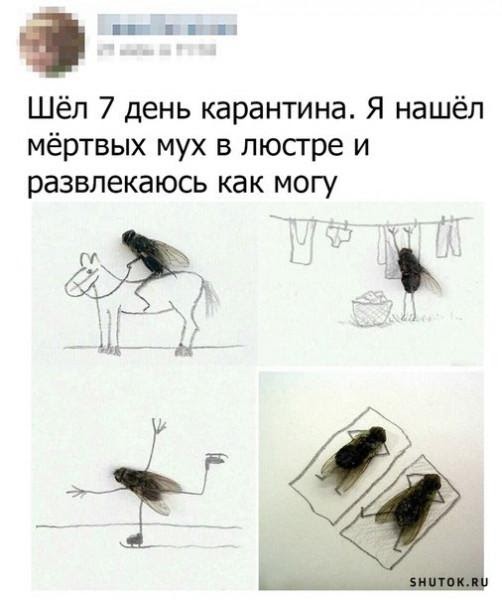 Шёл 7 день карантина. Я нашёл
мёртвых мух в люстре и
развлекаюсь как могу
SHUTOK.RU